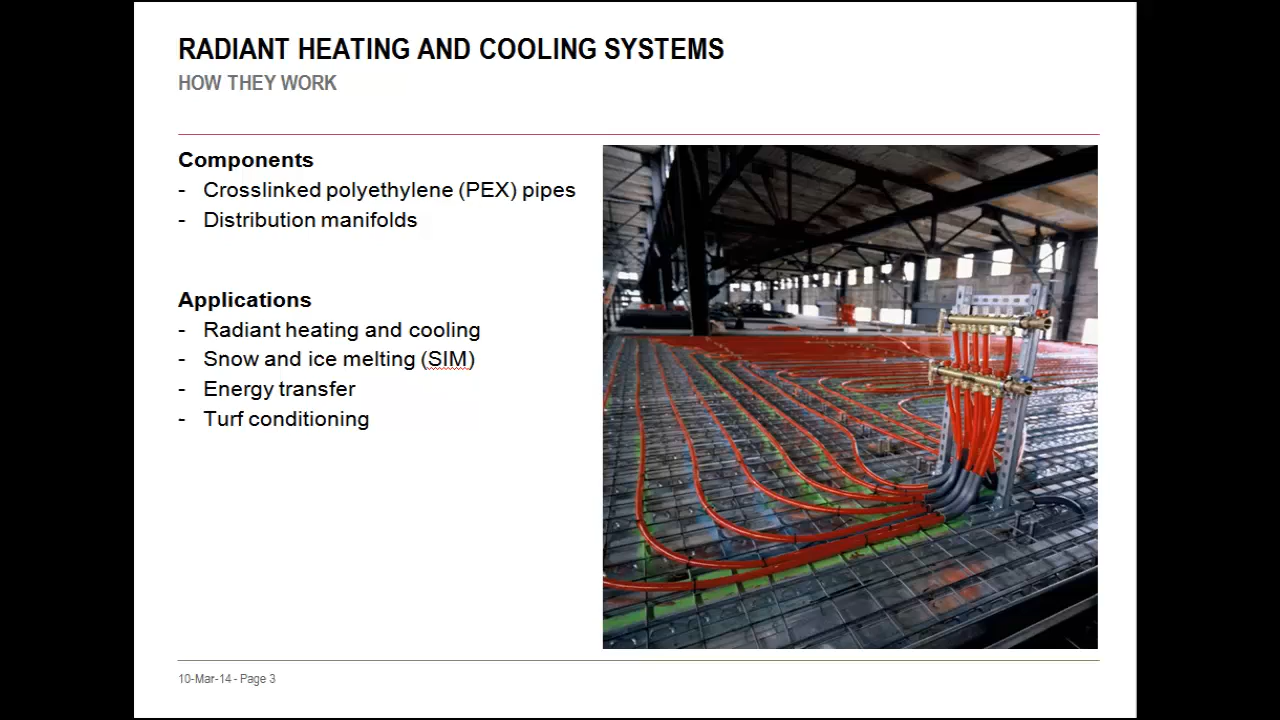 RADIANT HEATING AND COOLING SYSTEMS
HOW THEY WORK
Components
- Crosslinked polyethylene (PEX) pipes
- Distribution manifolds
Applications
- Radiant heating and cooling
- Snow and ice melting (SIM)
- Energy transfer
- Turf conditioning
10-Mar-14 - Page 3